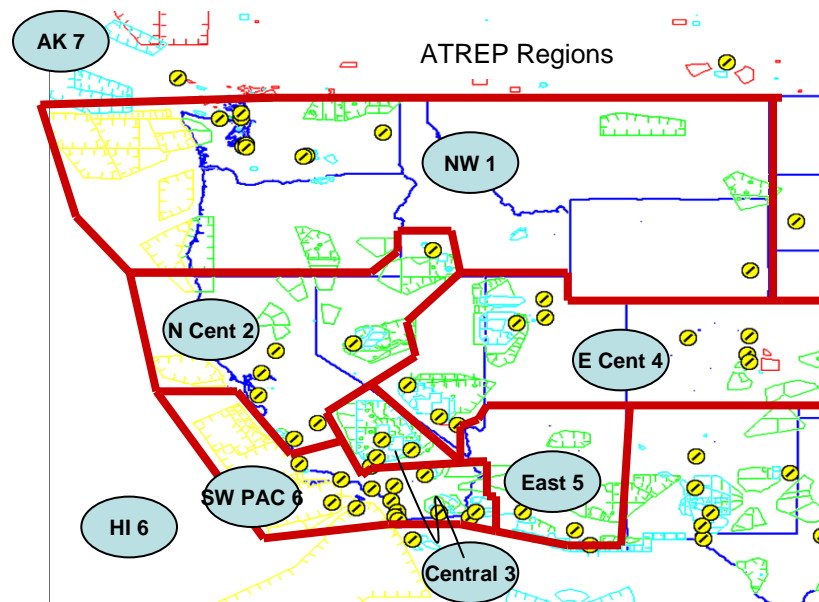 AK 7
ATREP Regions
NW 1
N Cent 2
E Cent 4
SW PAC 6
East 5
HI 6
Central 3